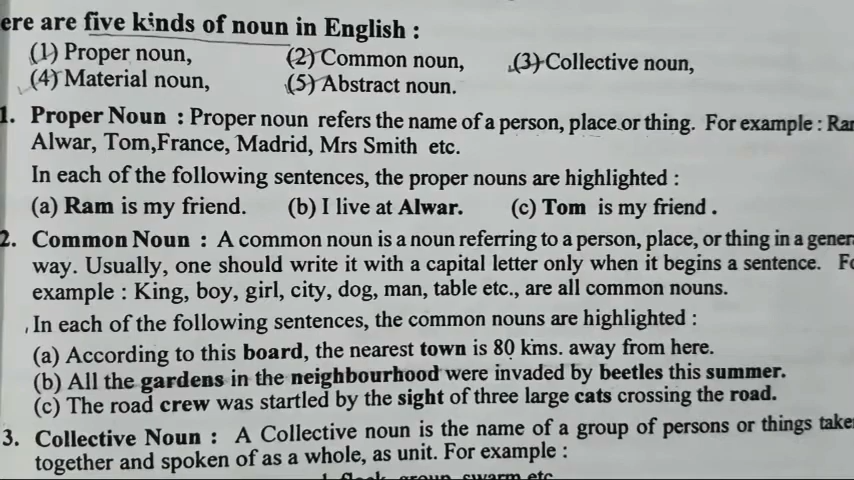 ere are five kinds of noun in English :
(1) Proper noun, (2) Common noun, (3) Collective noun,
(4) Material noun, (5) Abstract noun.
1. Proper Noun : Proper noun refers the name of a person, place or thing. For example : Ram
Alwar, Tom,France, Madrid, Mrs Smith etc.
In each of the following sentences, the proper nouns are highlighted :
(a) Ram is my friend. (b) I live at Alwar. (c) Tom is my friend .
2. Common Noun : A common noun is a noun referring to a person, place, or thing in a genera
way. Usually, one should write it with a capital letter only when it begins a sentence. Fo
example : King, boy, girl, city, dog, man, table etc., are all common nouns.
In each of the following sentences, the common nouns are highlighted :
(a) According to this board, the nearest town is 80 kms. away from here.
(b) All the gardens in the neighbourhood were invaded by beetles this summer.
(c) The road crew was startled by the sight of three large cats crossing the road.
3. Collective Noun : A Collective noun is the name of a group of persons or things take
together and spoken of as a whole, as unit. For example :
flock, group, swarm etc